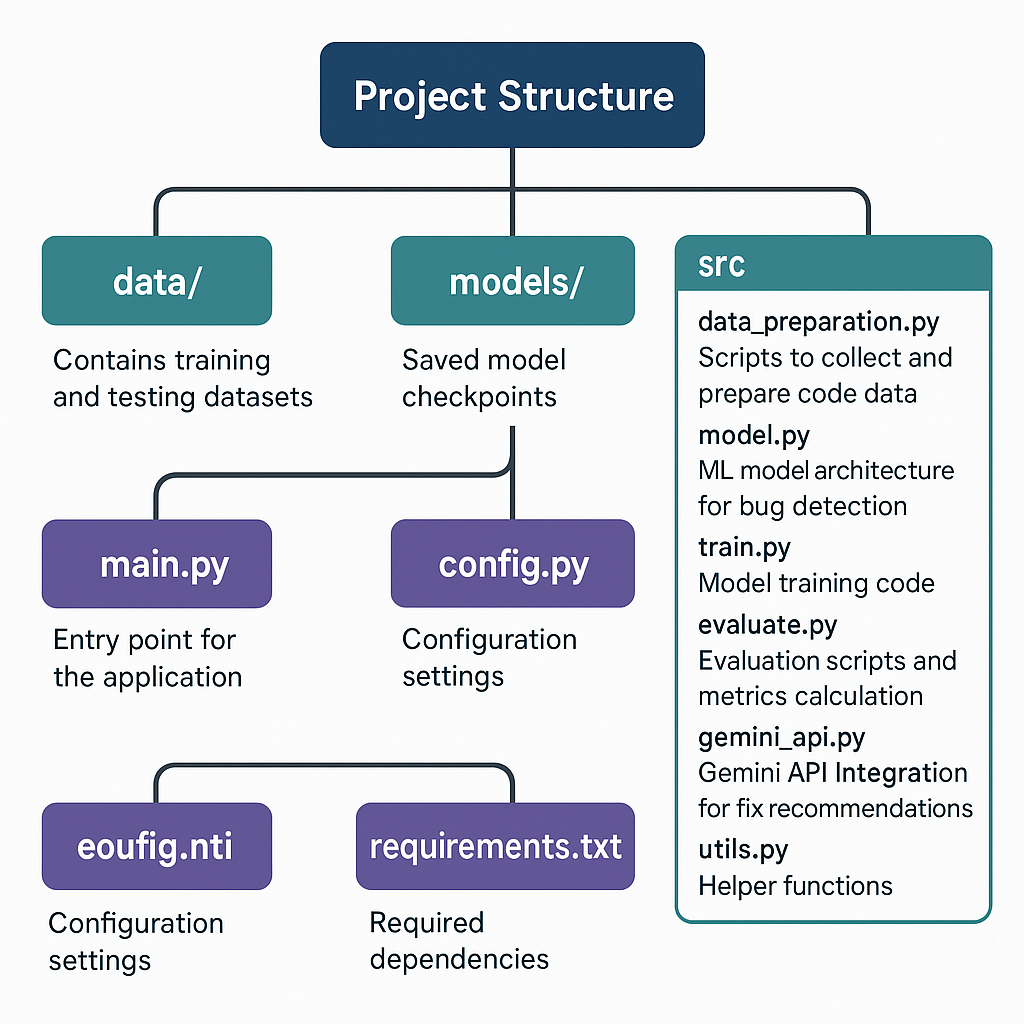 Project Structure
data/
Contains training
and testing datasets
models/
Saved model
checkpoints
src
data_preparation.py
Scripts to collect and
prepare code data
model.py
ML model architecture
for bug detection
train.py
Model training code
evaluate.py
Evaluation scripts and
metrics calculation
gemini_api.py
Gemini API Integration
for fix recommendations
utils.py
Helper functions
main.py
Entry point for
the application
config.py
Configuration
settings
eoufig.nti
Configuration
settings
requirements.txt
Required
dependencies